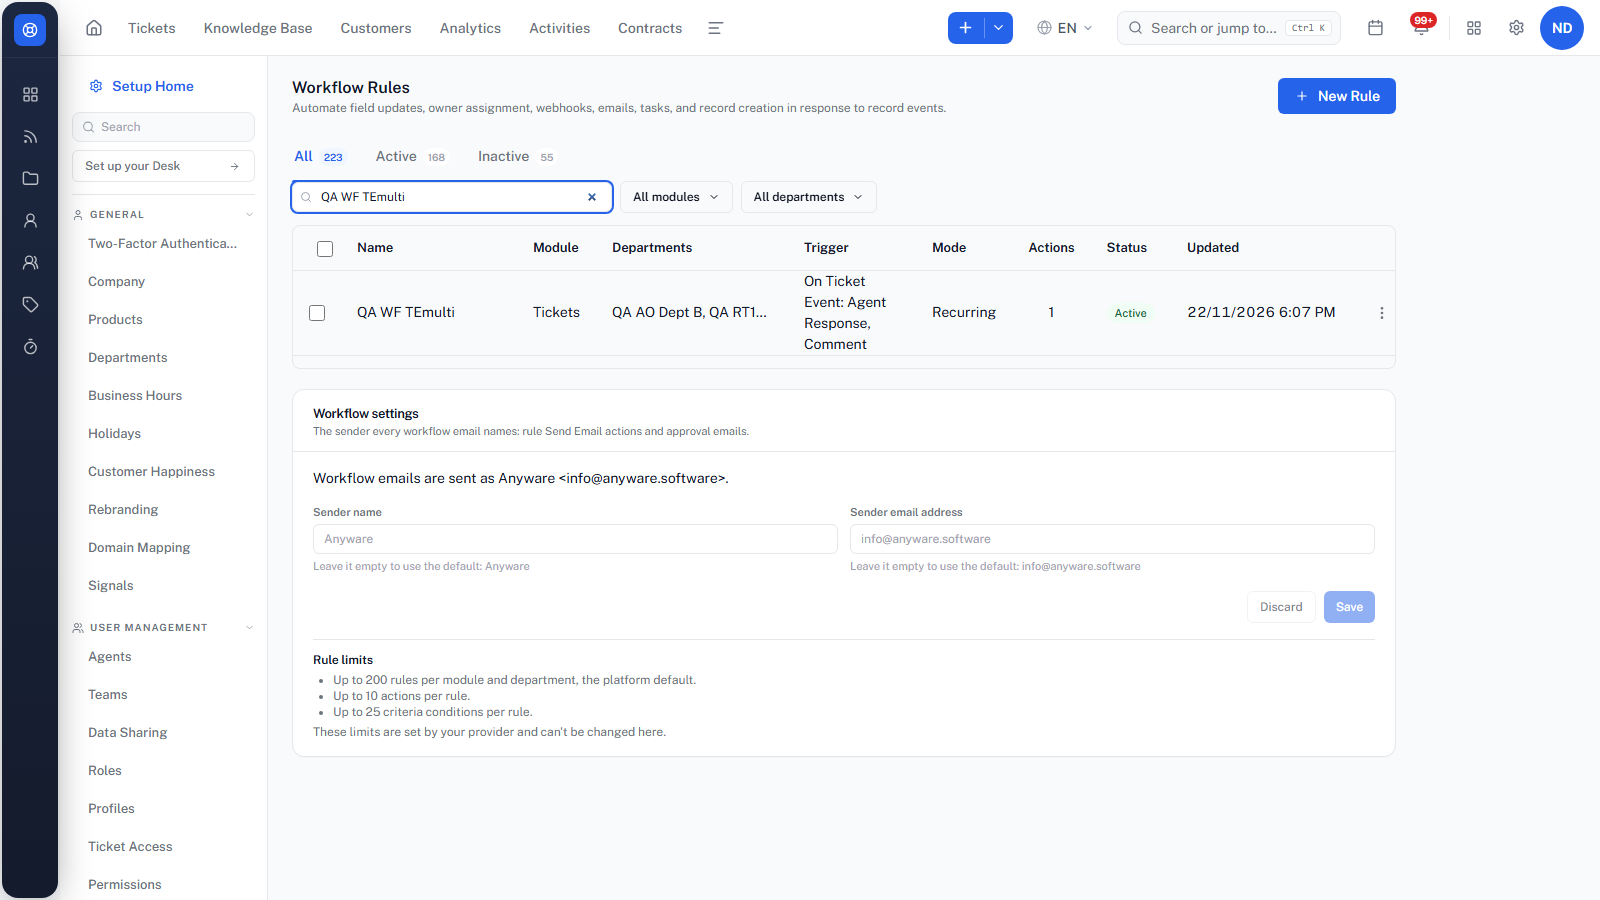 Tickets
Knowledge Base
Customers
Analytics
Activities
Contracts
EN
Search or jump to...
Ctrl K
99+
ND
Setup Home
Search
Set up your Desk
GENERAL
Two-Factor Authentica...
Company
Products
Departments
Business Hours
Holidays
Customer Happiness
Rebranding
Domain Mapping
Signals
USER MANAGEMENT
Agents
Teams
Data Sharing
Roles
Profiles
Ticket Access
Permissions
Workflow Rules
Automate field updates, owner assignment, webhooks, emails, tasks, and record creation in response to record events.
New Rule
All 223
Active 168
Inactive 55
QA WF TEmulti
All modules
All departments
Name Module Departments Trigger Mode Actions Status Updated
QA WF TEmulti
Tickets
QA AO Dept B, QA RT1...
On Ticket
Event: Agent
Response,
Comment
Recurring
1
Active
22/11/2026 6:07 PM
Workflow settings
The sender every workflow email names: rule Send Email actions and approval emails.
Workflow emails are sent as Anyware <info@anyware.software>.
Sender name
Anyware
Leave it empty to use the default: Anyware
Sender email address
info@anyware.software
Leave it empty to use the default: info@anyware.software
Discard
Save
Rule limits
Up to 200 rules per module and department, the platform default.
Up to 10 actions per rule.
Up to 25 criteria conditions per rule.
These limits are set by your provider and can't be changed here.